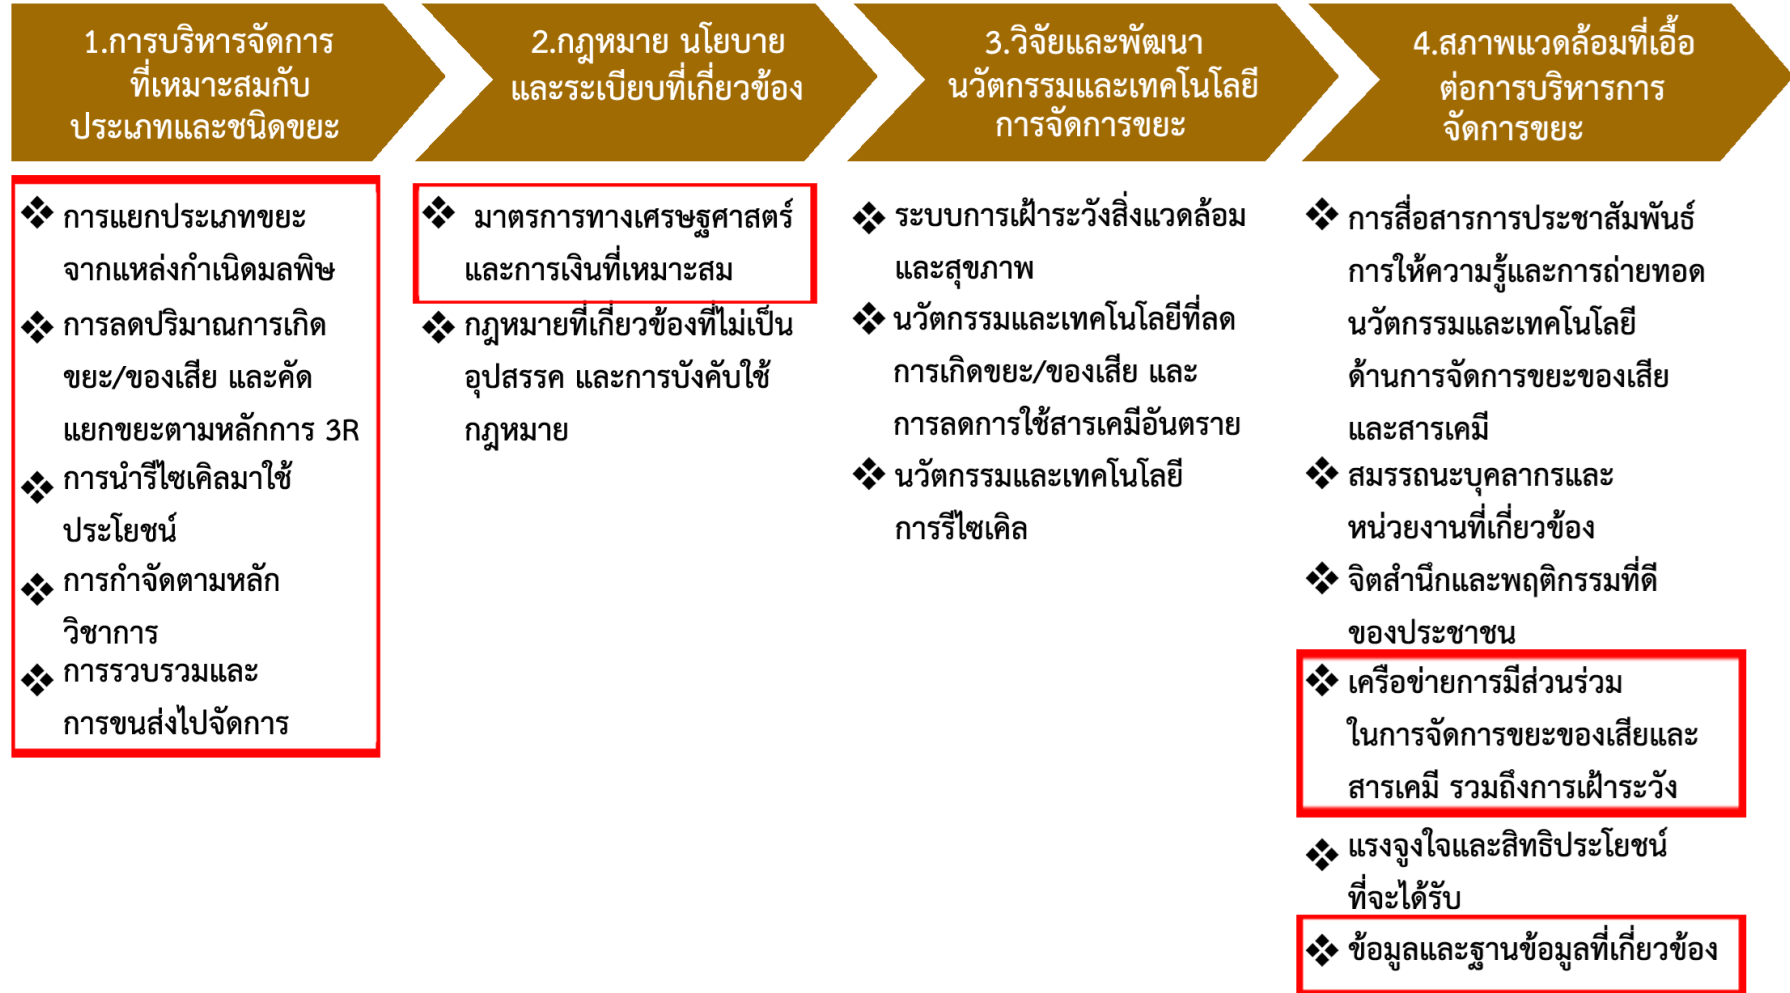 1.การบริหารจัดการ
ที่เหมาะสมกับ
ประเภทและชนิดขยะ
2.กฎหมาย นโยบาย
และระเบียบที่เกี่ยวข้อง
3.วิจัยและพัฒนา
นวัตกรรมและเทคโนโลยี
การจัดการขยะ
4.สภาพแวดล้อมที่เอื้อ
ต่อการบริหารการ
จัดการขยะ
❖ การแยกประเภทขยะ
จากแหล่งกำเนิดมลพิษ
❖ การลดปริมาณการเกิด
ขยะ/ของเสีย และคัด
แยกขยะตามหลักการ 3R
❖ การนำรีไซเคิลมาใช้
ประโยชน์
❖ การกำจัดตามหลัก
วิชาการ
❖ การรวบรวมและ
การขนส่งไปจัดการ
❖ มาตรการทางเศรษฐศาสตร์
และการเงินที่เหมาะสม
❖ กฎหมายที่เกี่ยวข้องที่ไม่เป็น
อุปสรรค และการบังคับใช้
กฎหมาย
❖ ระบบการเฝ้าระวังสิ่งแวดล้อม
และสุขภาพ
❖ นวัตกรรมและเทคโนโลยีที่ลด
การเกิดขยะ/ของเสีย และ
การลดการใช้สารเคมีอันตราย
❖ นวัตกรรมและเทคโนโลยี
การรีไซเคิล
❖ การสื่อสารการประชาสัมพันธ์
การให้ความรู้และการถ่ายทอด
นวัตกรรมและเทคโนโลยี
ด้านการจัดการขยะของเสีย
และสารเคมี
❖ สมรรถนะบุคลากรและ
หน่วยงานที่เกี่ยวข้อง
❖ จิตสำนึกและพฤติกรรมที่ดี
ของประชาชน
❖ เครือข่ายการมีส่วนร่วม
ในการจัดการขยะของเสียและ
สารเคมี รวมถึงการเฝ้าระวัง
❖ แรงจูงใจและสิทธิประโยชน์
ที่จะได้รับ
❖ ข้อมูลและฐานข้อมูลที่เกี่ยวข้อง